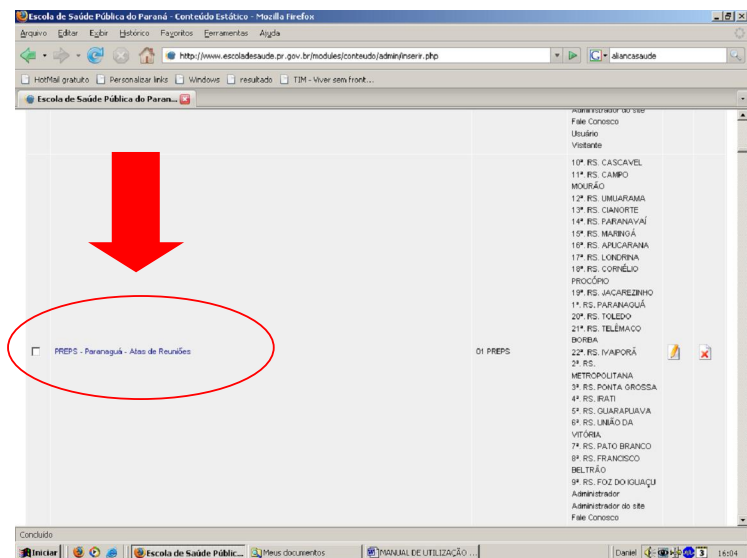 Escola de Saúde Pública do Paraná - Conteúdo Estático - Mozilla Firefox
Arquivo Editar Exibir Histórico Favoritos Ferramentas Ajuda
http://www.escoladesaude.pr.gov.br/modules/conteudo/admin/inserir.php
aliancasaude
HotMail gratuito Personalizar links Windows resultado TIM - Viver sem front...
Escola de Saúde Pública do Paran...
Administrador do site
Fale Conosco
Usuário
Visitante
10ª. RS. CASCAVEL
11ª. RS. CAMPO
MOURÃO
12ª. RS. UMUARAMA
13ª. RS. CIANORTE
14ª. RS. PARANAVAÍ
15ª. RS. MARINGÁ
16ª. RS. APUCARANA
17ª. RS. LONDRINA
18ª. RS. CORNÉLIO
PROCÓPIO
19ª. RS. JACAREZINHO
1ª. RS. PARANAGUÁ
20ª. RS. TOLEDO
21ª. RS. TELÊMACO
BORBA
PREPS - Paranaguá - Atas de Reuniões 01 PREPS 22ª. RS. IVAIPORÃ
2ª. RS.
METROPOLITANA
3ª. RS. PONTA GROSSA
4ª. RS. IRATI
5ª. RS. GUARAPUAVA
6ª. RS. UNIÃO DA
VITÓRIA
7ª. RS. PATO BRANCO
8ª. RS. FRANCISCO
BELTRÃO
9ª. RS. FOZ DO IGUAÇU
Administrador
Administrador do site
Fale Conosco
Concluído
Iniciar Escola de Saúde Públic... Meus documentos MANUAL DE UTILIZAÇÃO ... Daniel 3 16:04